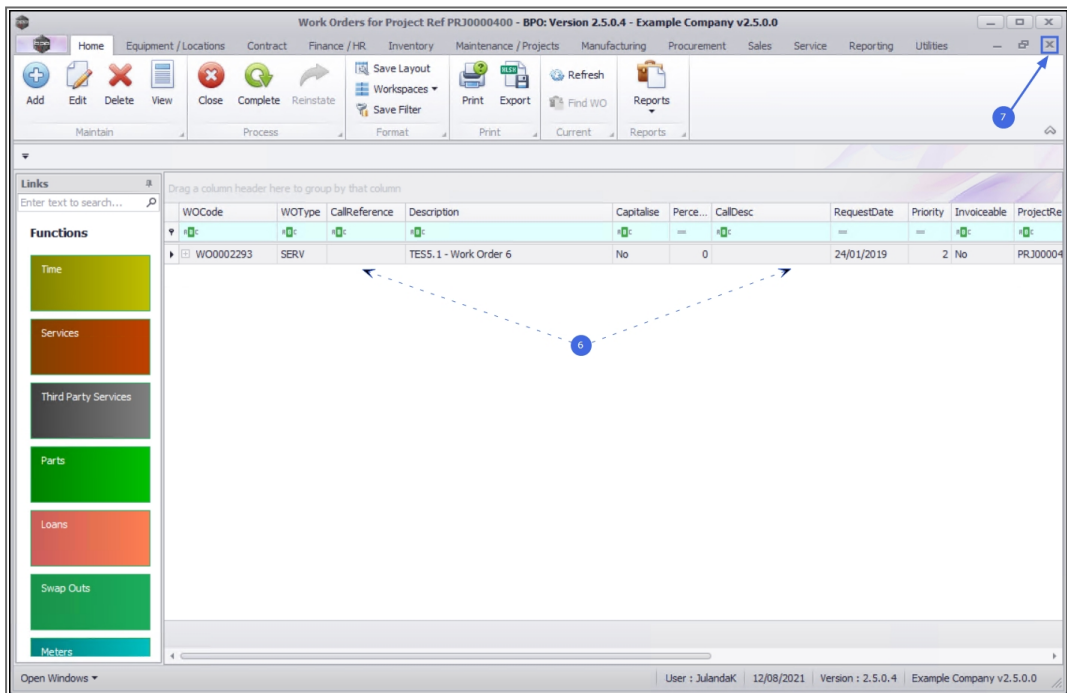 Work Orders for Project Ref PRJ0000400 - BPO: Version 2.5.0.4 - Example Company v2.5.0.0
Home Equipment / Locations Contract Finance / HR Inventory Maintenance / Projects Manufacturing Procurement Sales Service Reporting Utilities
Add Edit Delete View Close Complete Reinstate Save Layout Workspaces Save Filter Print Export Refresh Find WO Reports
Maintain Process Format Print Current Reports
7
Links
Enter text to search...
Drag a column header here to group by that column
WOCode WOType CallReference Description Capitalise Perce... CallDesc RequestDate Priority Invoiceable ProjectRe
WO0002293 SERV TES5.1 - Work Order 6 No 0 24/01/2019 2 No PRJ00004
Functions
Time
Services
Third Party Services
Parts
Loans
Swap Outs
Meters
6
Open Windows User : JulandaK 12/08/2021 Version : 2.5.0.4 Example Company v2.5.0.0